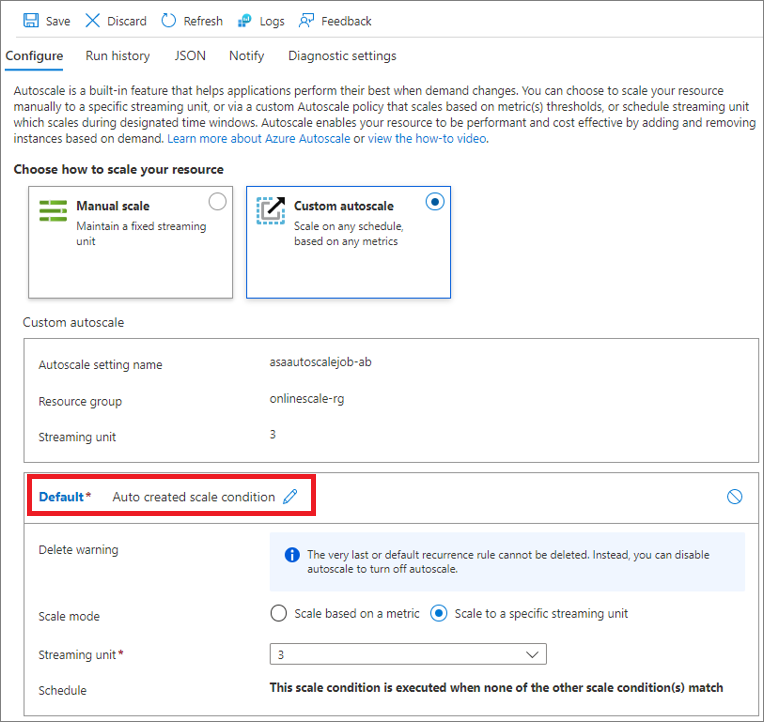 Save Discard Refresh Logs Feedback
Configure Run history JSON Notify Diagnostic settings
Autoscale is a built-in feature that helps applications perform their best when demand changes. You can choose to scale your resource
manually to a specific streaming unit, or via a custom Autoscale policy that scales based on metric(s) thresholds, or schedule streaming unit
which scales during designated time windows. Autoscale enables your resource to be performant and cost effective by adding and removing
instances based on demand. Learn more about Azure Autoscale or view the how-to video.
Choose how to scale your resource
Manual scale
Maintain a fixed streaming
unit
Custom autoscale
Scale on any schedule,
based on any metrics
Custom autoscale
Autoscale setting name asaautoscalejob-ab
Resource group onlinescale-rg
Streaming unit 3
Default* Auto created scale condition
Delete warning
The very last or default recurrence rule cannot be deleted. Instead, you can disable
autoscale to turn off autoscale.
Scale mode Scale based on a metric Scale to a specific streaming unit
Streaming unit* 3
Schedule This scale condition is executed when none of the other scale condition(s) match